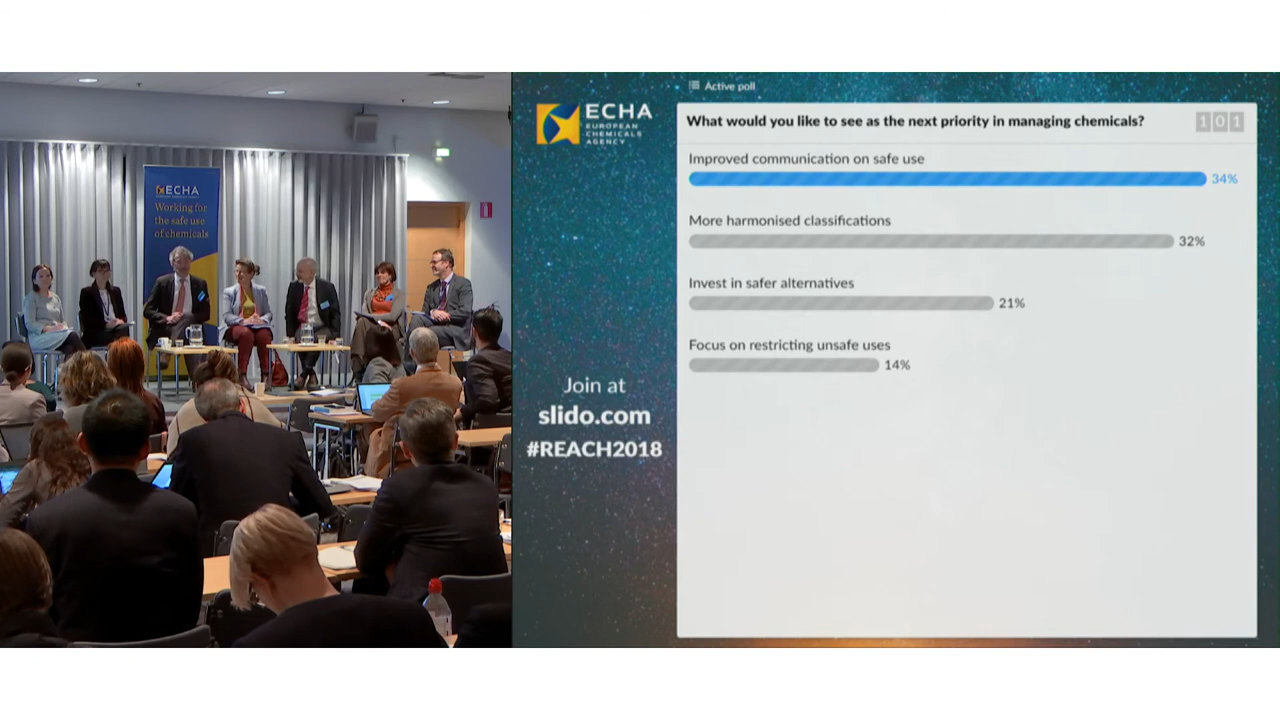 ECHA
Working for
the safe use
of chemicals
ECHA
EUROPEAN
CHEMICALS
AGENCY
Join at
slido.com
#REACH2018
Active poll
What would you like to see as the next priority in managing chemicals?
101
Improved communication on safe use
34%
More harmonised classifications
32%
Invest in safer alternatives
21%
Focus on restricting unsafe uses
14%